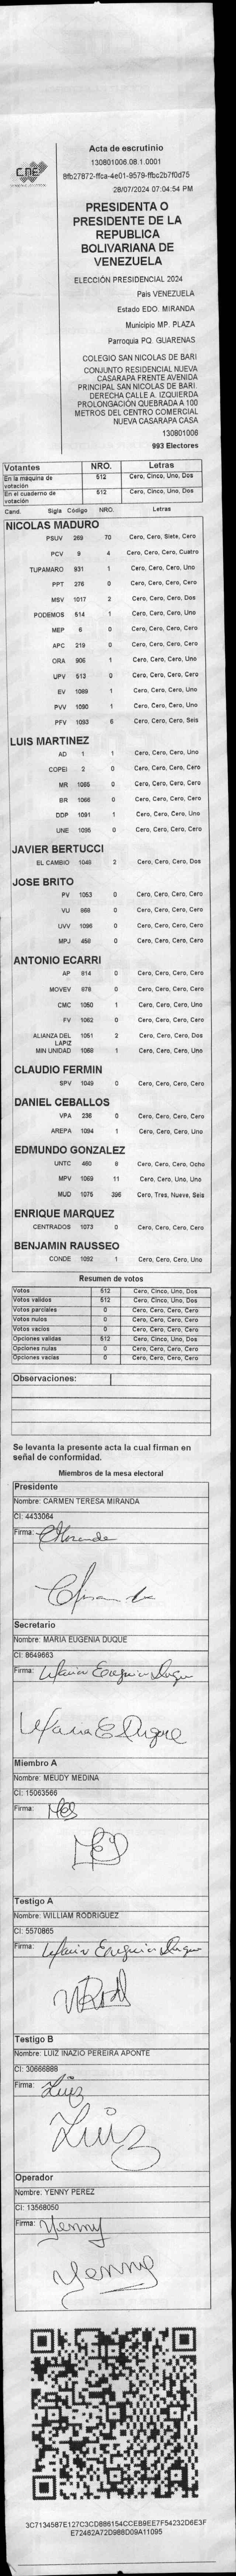 CNE
Acta de escrutinio
130801006.08.1.0001
8fb27872-ffca-4e01-9579-ffbc2b7f0d75
28/07/2024 07:04:54 PM
PRESIDENTA O
PRESIDENTE DE LA
REPUBLICA
BOLIVARIANA DE
VENEZUELA
ELECCIÓN PRESIDENCIAL 2024
Pais VENEZUELA
Estado EDO. MIRANDA
Municipio MP. PLAZA
Parroquia PQ. GUARENAS
COLEGIO SAN NICOLAS DE BARI
CONJUNTO RESIDENCIAL NUEVA
CASARAPA FRENTE AVENIDA
PRINCIPAL SAN NICOLAS DE BARI.
DERECHA CALLE A. IZQUIERDA
PROLONGACIÓN QUEBRADA A 100
METROS DEL CENTRO COMERCIAL
NUEVA CASARAPA CASA
130801006
993 Electores
Votantes NRO. Letras
En la maquina de votación 512 Cero, Cinco, Uno, Dos
En el cuaderno de votación 512 Cero, Cinco, Uno, Dos
Cand. Sigla Código NRO. Letras
NICOLAS MADURO
PSUV 269 70 Cero, Cero, Siete, Cero
PCV 9 4 Cero, Cero, Cero, Cuatro
TUPAMARO 931 1 Cero, Cero, Cero, Uno
PPT 276 0 Cero, Cero, Cero, Cero
MSV 1017 2 Cero, Cero, Cero, Dos
PODEMOS 514 1 Cero, Cero, Cero, Uno
MEP 6 0 Cero, Cero, Cero, Cero
APC 219 0 Cero, Cero, Cero, Cero
ORA 906 1 Cero, Cero, Cero, Uno
UPV 513 0 Cero, Cero, Cero, Cero
EV 1089 1 Cero, Cero, Cero, Uno
PVV 1090 1 Cero, Cero, Cero, Uno
PFV 1093 6 Cero, Cero, Cero, Seis
LUIS MARTINEZ
AD 1 1 Cero, Cero, Cero, Uno
COPEI 2 0 Cero, Cero, Cero, Cero
MR 1065 0 Cero, Cero, Cero, Cero
BR 1066 0 Cero, Cero, Cero, Cero
DDP 1091 1 Cero, Cero, Cero, Uno
UNE 1095 0 Cero, Cero, Cero, Cero
JAVIER BERTUCCI
EL CAMBIO 1046 2 Cero, Cero, Cero, Dos
JOSE BRITO
PV 1053 0 Cero, Cero, Cero, Cero
VU 868 0 Cero, Cero, Cero, Cero
UVV 1096 0 Cero, Cero, Cero, Cero
MPJ 458 0 Cero, Cero, Cero, Cero
ANTONIO ECARRI
AP 814 0 Cero, Cero, Cero, Cero
MOVEV 878 0 Cero, Cero, Cero, Cero
CMC 1050 1 Cero, Cero, Cero, Uno
FV 1062 0 Cero, Cero, Cero, Cero
ALIANZA DEL LAPIZ 1051 2 Cero, Cero, Cero, Dos
MIN UNIDAD 1068 1 Cero, Cero, Cero, Uno
CLAUDIO FERMIN
SPV 1049 0 Cero, Cero, Cero, Cero
DANIEL CEBALLOS
VPA 236 0 Cero, Cero, Cero, Cero
AREPA 1094 1 Cero, Cero, Cero, Uno
EDMUNDO GONZALEZ
UNTC 480 8 Cero, Cero, Cero, Ocho
MPV 1069 11 Cero, Cero, Uno, Uno
MUD 1075 396 Cero, Tres, Nueve, Seis
ENRIQUE MARQUEZ
CENTRADOS 1073 0 Cero, Cero, Cero, Cero
BENJAMIN RAUSSEO
CONDE 1092 1 Cero, Cero, Cero, Uno
Resumen de votos
Votos 512 Cero, Cinco, Uno, Dos
Votos validos 512 Cero, Cinco, Uno, Dos
Votos parciales 0 Cero, Cero, Cero, Cero
Votos nulos 0 Cero, Cero, Cero, Cero
Votos vacíos 0 Cero, Cero, Cero, Cero
Opciones validas 512 Cero, Cinco, Uno, Dos
Opciones nulas 0 Cero, Cero, Cero, Cero
Opciones vacías 0 Cero, Cero, Cero, Cero
Observaciones:
Se levanta la presente acta la cual firman en
señal de conformidad.
Miembros de la mesa electoral
Presidente
Nombre: CARMEN TERESA MIRANDA
CI: 4433064
Firma:
Secretario
Nombre: MARIA EUGENIA DUQUE
CI: 8649663
Firma: Maria Eugenia Duque
Maria E Duque
Miembro A
Nombre: MEUDY MEDINA
CI: 15063566
Firma:
Testigo A
Nombre: WILLIAM RODRIGUEZ
CI: 5570865
Firma: Maria Eugenia Duque
Testigo B
Nombre: LUIZ INAZIO PEREIRA APONTE
CI: 30666888
Firma: Luiz
Luiz
Operador
Nombre: YENNY PEREZ
CI: 13568050
Firma: Yenny
Yenny
3C7134587E127C3CD886154CCEB9EE7F54232D6E3F
E72462A72D988D09A11095